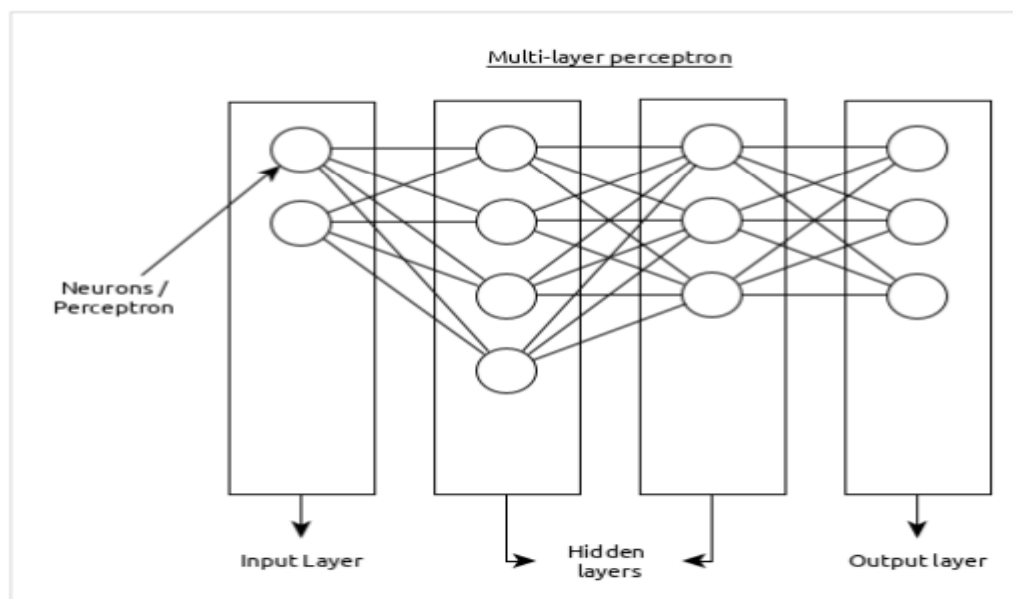 Multi-layer perceptron
Neurons /
Perceptron
Input Layer
Hidden
layers
Output layer